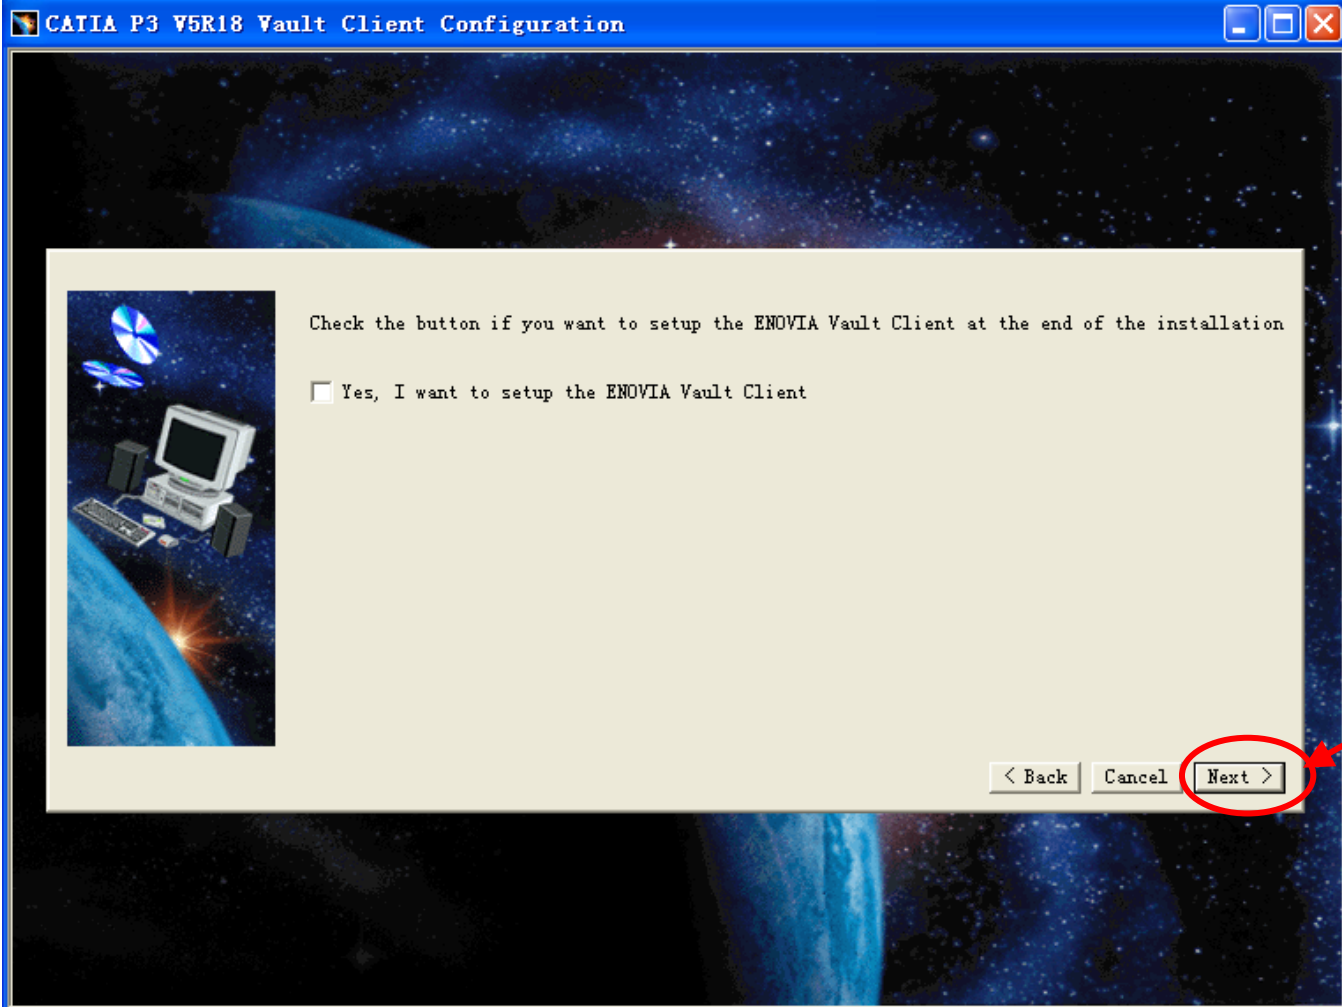 CATIA P3 V5R18 Vault Client Configuration
Check the button if you want to setup the ENOVIA Vault Client at the end of the installation
Yes, I want to setup the ENOVIA Vault Client
< Back Cancel Next >